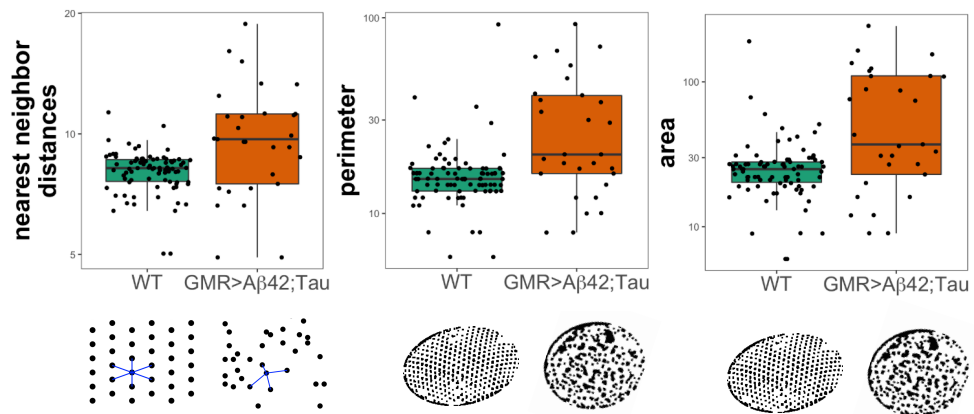 nearest neighbor
distances
20
10
5
WT
GMR>Aβ42;Tau
perimeter
100
30
10
WT
GMR>Aβ42;Tau
area
100
30
10
WT
GMR>Aβ42;Tau